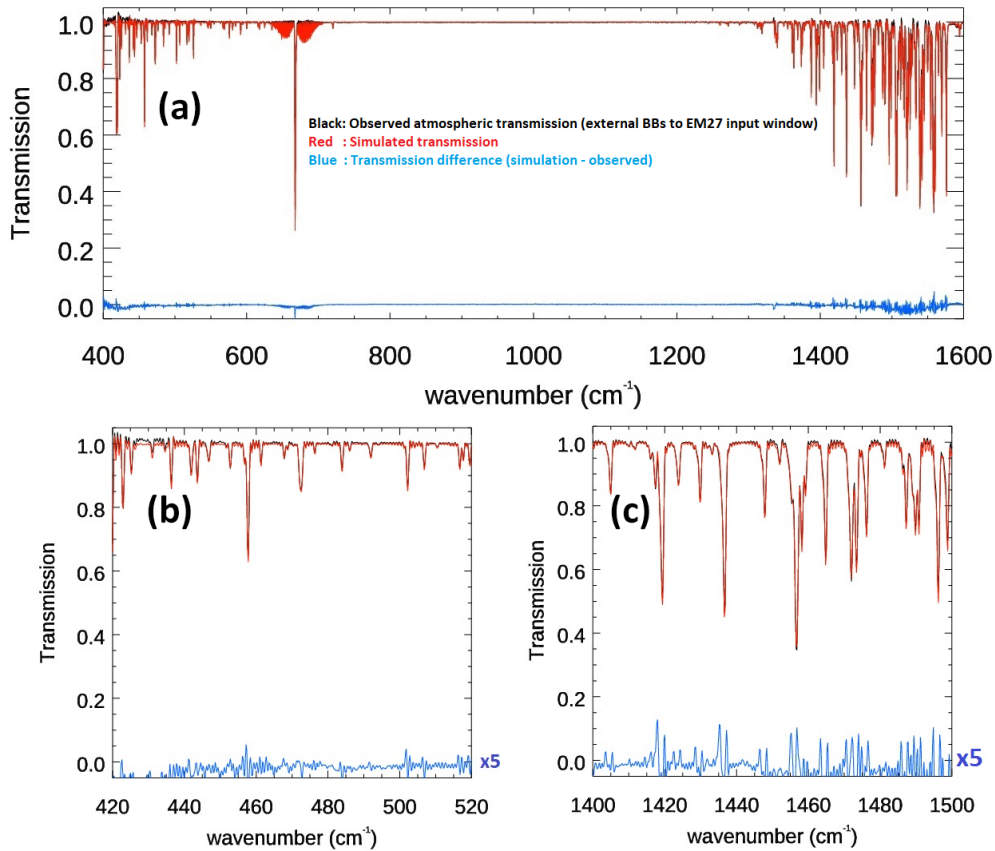 1.0
0.8
0.6
0.4
0.2
0.0
Transmission
(a)
Black: Observed atmospheric transmission (external BBs to EM27 input window)
Red : Simulated transmission
Blue : Transmission difference (simulation - observed)
400 600 800 1000 1200 1400 1600
wavenumber (cm-1)
1.0
0.8
0.6
0.4
0.2
0.0
Transmission
(b)
x5
420 440 460 480 500 520
wavenumber (cm-1)
1.0
0.8
0.6
0.4
0.2
0.0
Transmission
(c)
x5
1400 1420 1440 1460 1480 1500
wavenumber (cm-1)